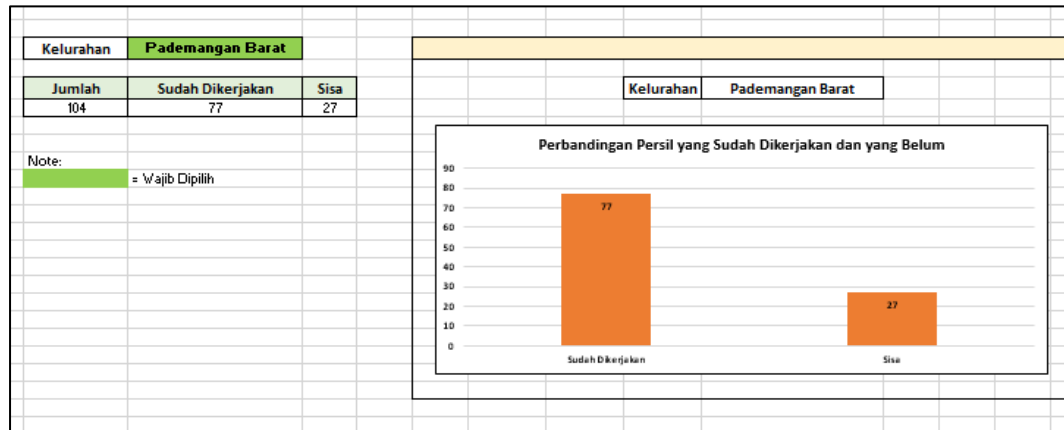 Kelurahan Pademangan Barat
Jumlah Sudah Dikerjakan Sisa
104 77 27
Note:
= Wajib Dipilih
Kelurahan Pademangan Barat
Perbandingan Persil yang Sudah Dikerjakan dan yang Belum
90
80
70
60
50
40
30
20
10
0
77
27
Sudah Dikerjakan Sisa